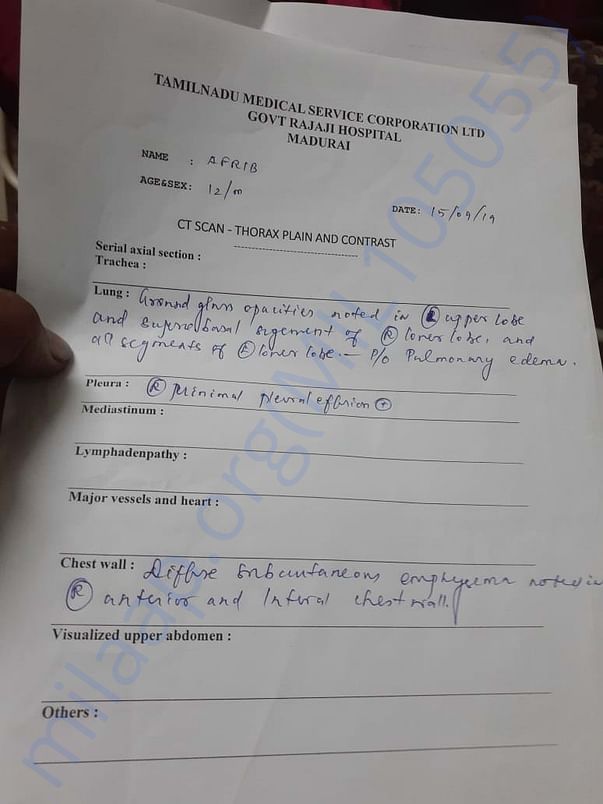 TAMILNADU MEDICAL SERVICE CORPORATION LTD
GOVT RAJAJI HOSPITAL
MADURAI
NAME : AFRIB
AGE&SEX: 12/m
DATE: 15/09/19
CT SCAN - THORAX PLAIN AND CONTRAST
Serial axial section :
Trachea :
Lung : Ground glass opacities noted in upper lobe
and segement of (R) lower lobe, and
all segments of lower lobe. - P/o Pulmonary edema.
Pleura : (R) minimal pleural effusion (+)
Mediastinum :
Lymphadenpathy :
Major vessels and heart :
Chest wall : Diffuse Subcutaneous emphysema noted in
(R) anterior and lateral chest wall.
Visualized upper abdomen :
Others :